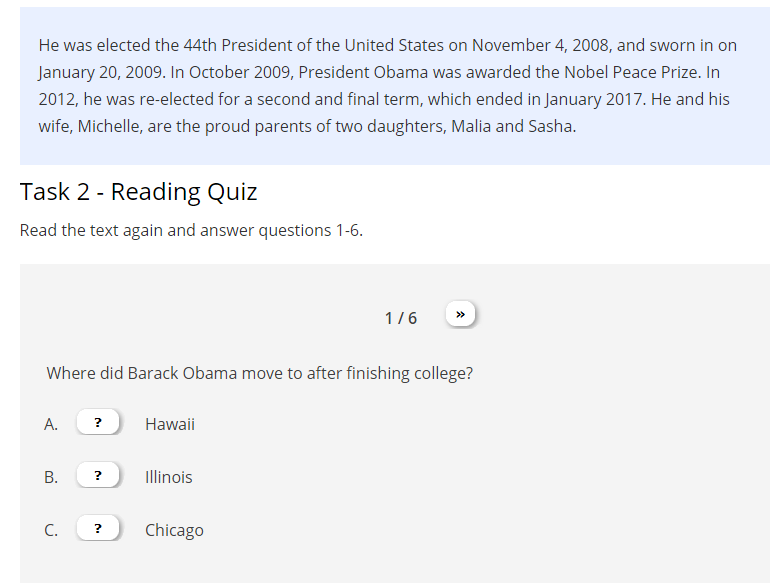 He was elected the 44th President of the United States on November 4, 2008, and sworn in on
January 20, 2009. In October 2009, President Obama was awarded the Nobel Peace Prize. In
2012, he was re-elected for a second and final term, which ended in January 2017. He and his
wife, Michelle, are the proud parents of two daughters, Malia and Sasha.
Task 2 - Reading Quiz
Read the text again and answer questions 1-6.
1 / 6 »
Where did Barack Obama move to after finishing college?
A. ? Hawaii
B. ? Illinois
C. ? Chicago